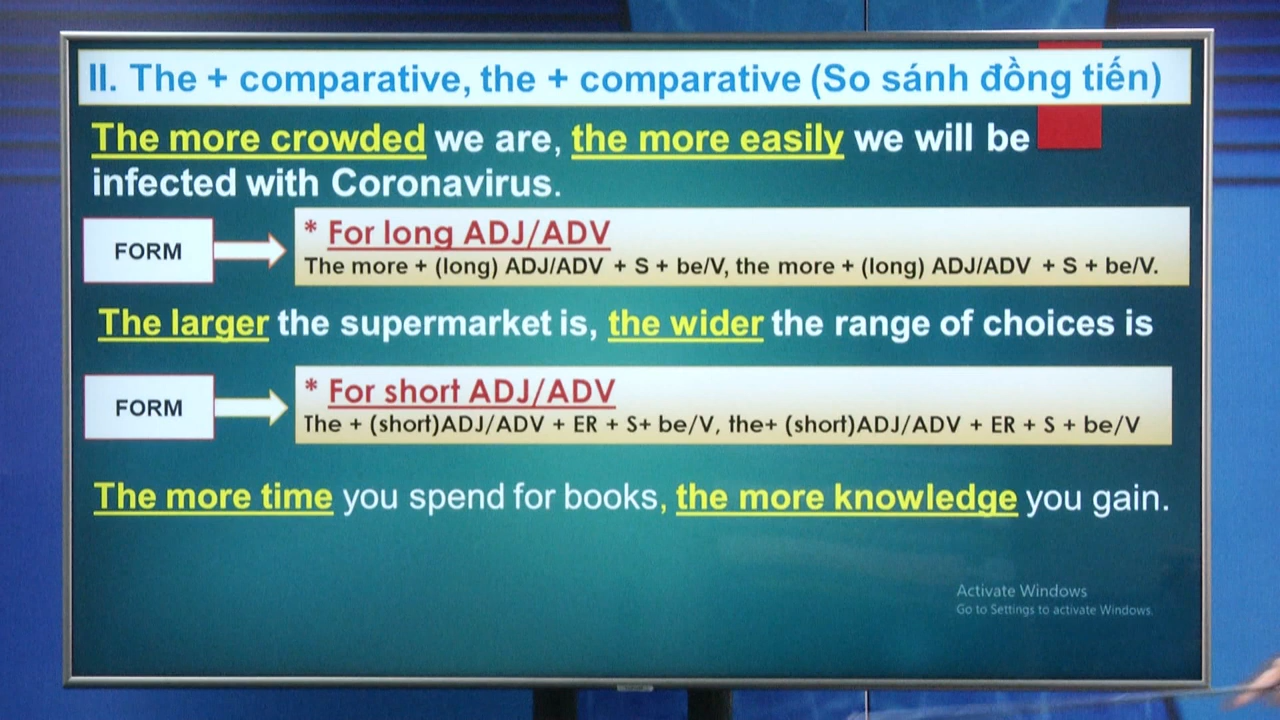 II. The + comparative, the + comparative (So sánh đồng tiến)
The more crowded we are, the more easily we will be
infected with Coronavirus.
FORM
* For long ADJ/ADV
The more + (long) ADJ/ADV + S + be/V, the more + (long) ADJ/ADV + S + be/V.
The larger the supermarket is, the wider the range of choices is
FORM
* For short ADJ/ADV
The + (short)ADJ/ADV + ER + S+ be/V, the+ (short)ADJ/ADV + ER + S + be/V
The more time you spend for books, the more knowledge you gain.
Activate Windows
Go to Settings to activate Windows.